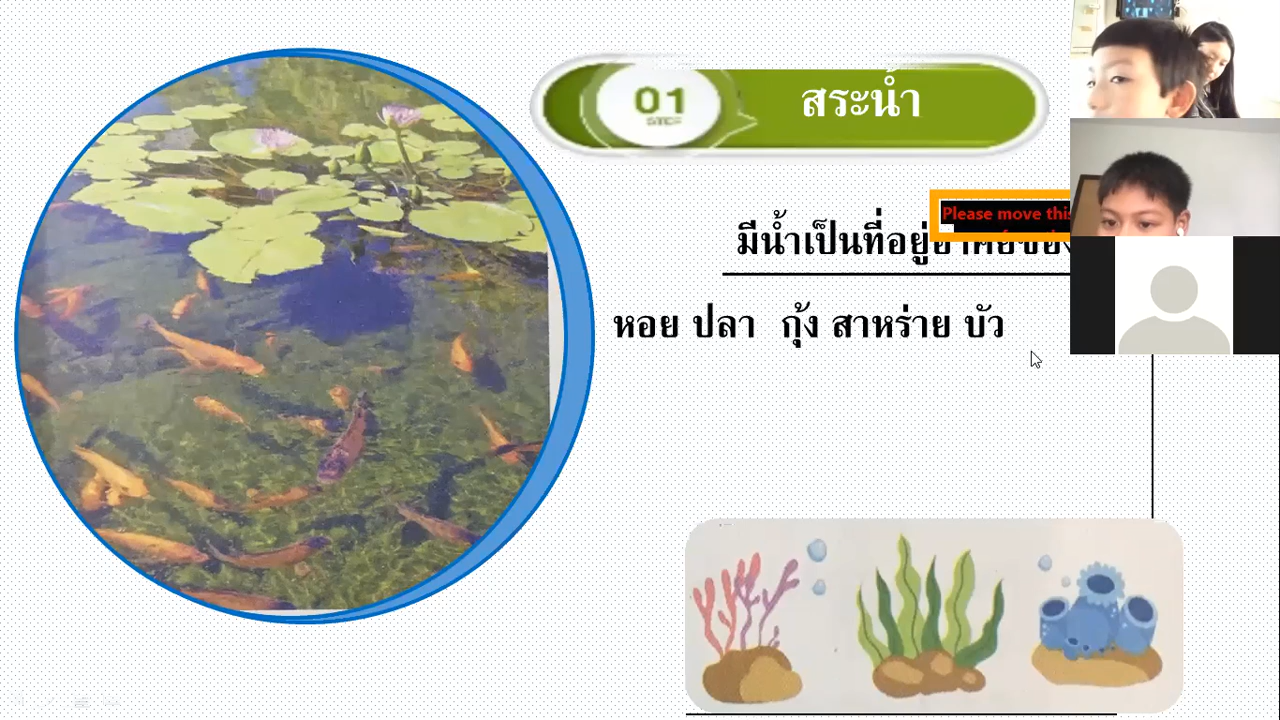 01
STEP
สระน้ำ
Please move this
มีน้ำเป็นที่อยู่อาศัยของ
หอย ปลา กุ้ง สาหร่าย บัว